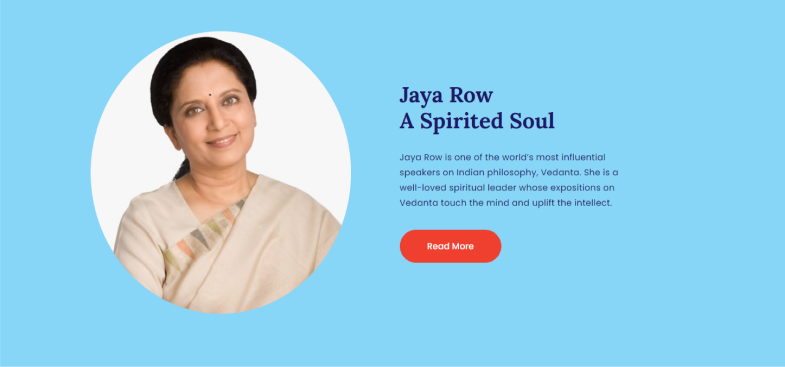 Jaya Row
A Spirited Soul
Jaya Row is one of the world's most influential
speakers on Indian philosophy, Vedanta. She is a
well-loved spiritual leader whose expositions on
Vedanta touch the mind and uplift the intellect.
Read More